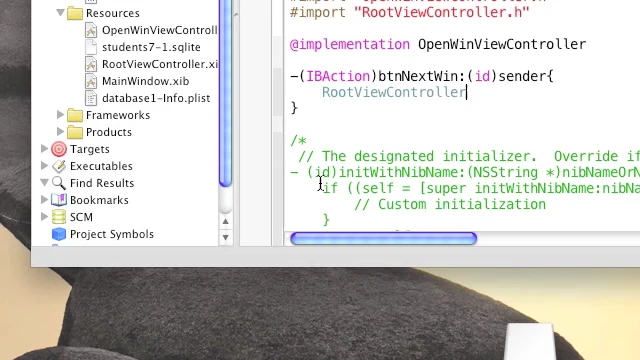 Resources
OpenWinViewControll
students7-1.sqlite
RootViewController.xi
MainWindow.xib
database1-Info.plist
Frameworks
Products
Targets
Executables
Find Results
Bookmarks
SCM
Project Symbols
#import "RootViewController.h"
@implementation OpenWinViewController
-(IBAction)btnNextWin:(id)sender{
RootViewController
}
/*
// The designated initializer.  Override if
- (id)initWithNibName:(NSString *)nibNameOrN
if ((self = [super initWithNibName:nibNa
// Custom initialization
}